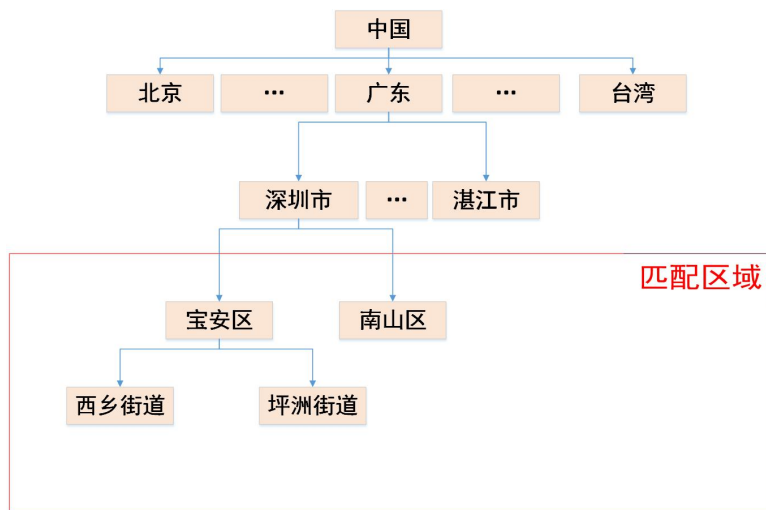 中国
北京
…
广东
…
台湾
深圳市
…
湛江市
匹配区域
宝安区
南山区
西乡街道
坪洲街道